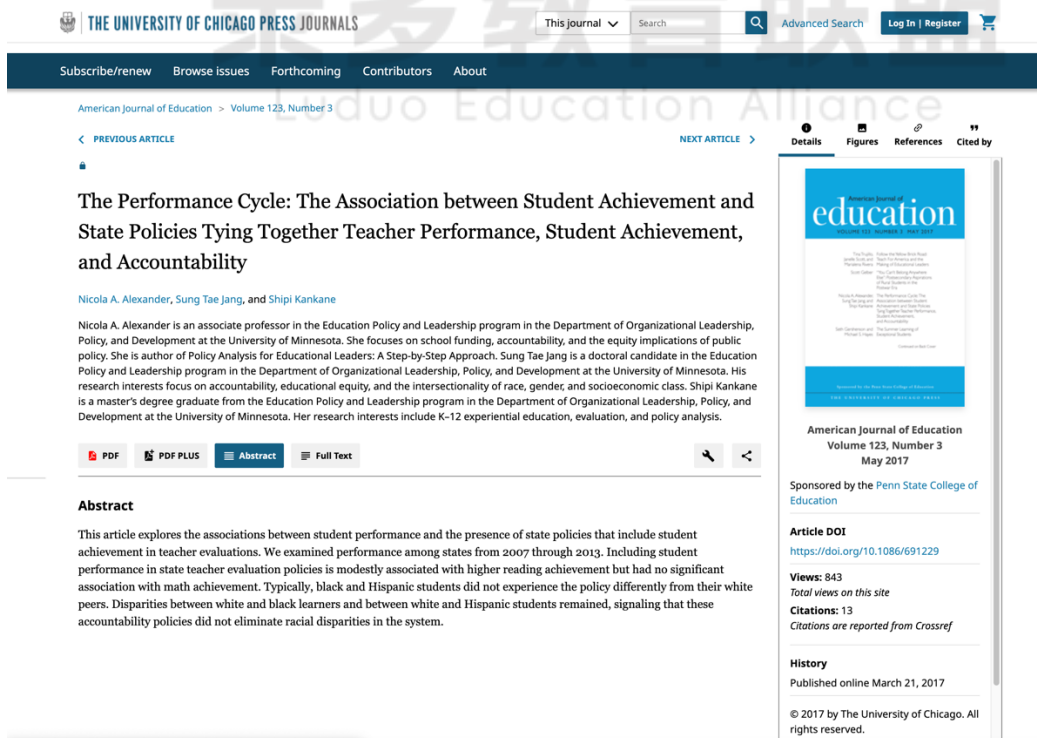 THE UNIVERSITY OF CHICAGO PRESS JOURNALS
This journal
Search
Advanced Search
Log In | Register
Subscribe/renew Browse issues Forthcoming Contributors About
Luduo Education Alliance
American Journal of Education > Volume 123, Number 3
PREVIOUS ARTICLE
NEXT ARTICLE
The Performance Cycle: The Association between Student Achievement and
State Policies Tying Together Teacher Performance, Student Achievement,
and Accountability
Nicola A. Alexander, Sung Tae Jang, and Shipi Kankane
Nicola A. Alexander is an associate professor in the Education Policy and Leadership program in the Department of Organizational Leadership,
Policy, and Development at the University of Minnesota. She focuses on school funding, accountability, and the equity implications of public
policy. She is author of Policy Analysis for Educational Leaders: A Step-by-Step Approach. Sung Tae Jang is a doctoral candidate in the Education
Policy and Leadership program in the Department of Organizational Leadership, Policy, and Development at the University of Minnesota. His
research interests focus on accountability, educational equity, and the intersectionality of race, gender, and socioeconomic class. Shipi Kankane
is a master's degree graduate from the Education Policy and Leadership program in the Department of Organizational Leadership, Policy, and
Development at the University of Minnesota. Her research interests include K–12 experiential education, evaluation, and policy analysis.
PDF PDF PLUS Abstract Full Text
Abstract
This article explores the associations between student performance and the presence of state policies that include student
achievement in teacher evaluations. We examined performance among states from 2007 through 2013. Including student
performance in state teacher evaluation policies is modestly associated with higher reading achievement but had no significant
association with math achievement. Typically, black and Hispanic students did not experience the policy differently from their white
peers. Disparities between white and black learners and between white and Hispanic students remained, signaling that these
accountability policies did not eliminate racial disparities in the system.
Details Figures References Cited by
American Journal of
education
VOLUME 123 NUMBER 3 MAY 2017
American Journal of Education
Volume 123, Number 3
May 2017
Sponsored by the Penn State College of
Education
Article DOI
https://doi.org/10.1086/691229
Views: 843
Total views on this site
Citations: 13
Citations are reported from Crossref
History
Published online March 21, 2017
© 2017 by The University of Chicago. All
rights reserved.